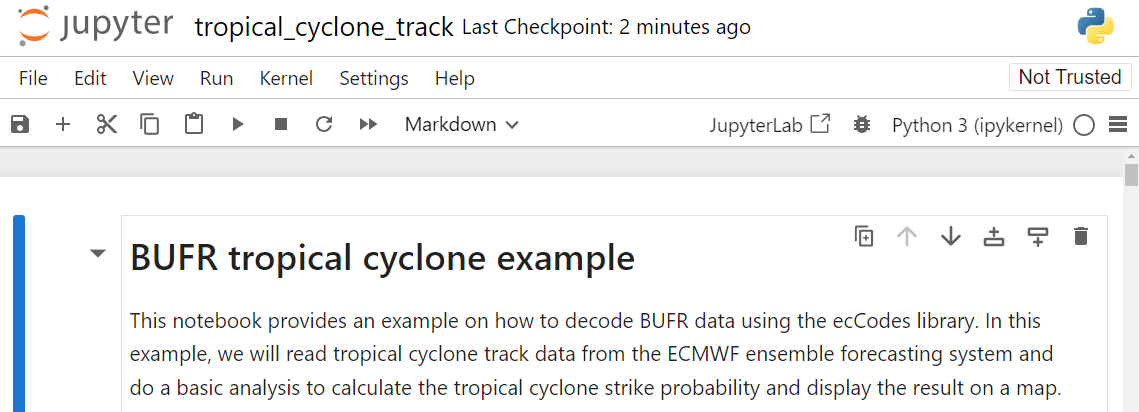 jupyter tropical_cyclone_track Last Checkpoint: 2 minutes ago
File Edit View Run Kernel Settings Help Not Trusted
Markdown JupyterLab Python 3 (ipykernel)
BUFR tropical cyclone example
This notebook provides an example on how to decode BUFR data using the ecCodes library. In this
example, we will read tropical cyclone track data from the ECMWF ensemble forecasting system and
do a basic analysis to calculate the tropical cyclone strike probability and display the result on a map.